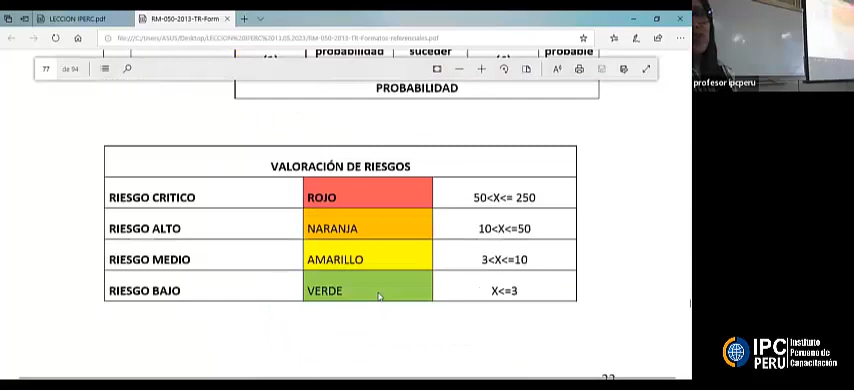 LECCION IPERC.pdf
RM-050-2013-TR-Form
file:///C:/Users/ASUS/Desktop/LECCION%20IPERC%2013.05.2023/RM-050-2013-TR-Formatos-referenciales.pdf
probabilidad suceder probable
77 de 94
PROBABILIDAD
VALORACIÓN DE RIESGOS
RIESGO CRITICO ROJO 50<X<= 250
RIESGO ALTO NARANJA 10<X<=50
RIESGO MEDIO AMARILLO 3<X<=10
RIESGO BAJO VERDE X<=3
profesor ipcperu
IPC PERU
Instituto
Peruano de
Capacitación